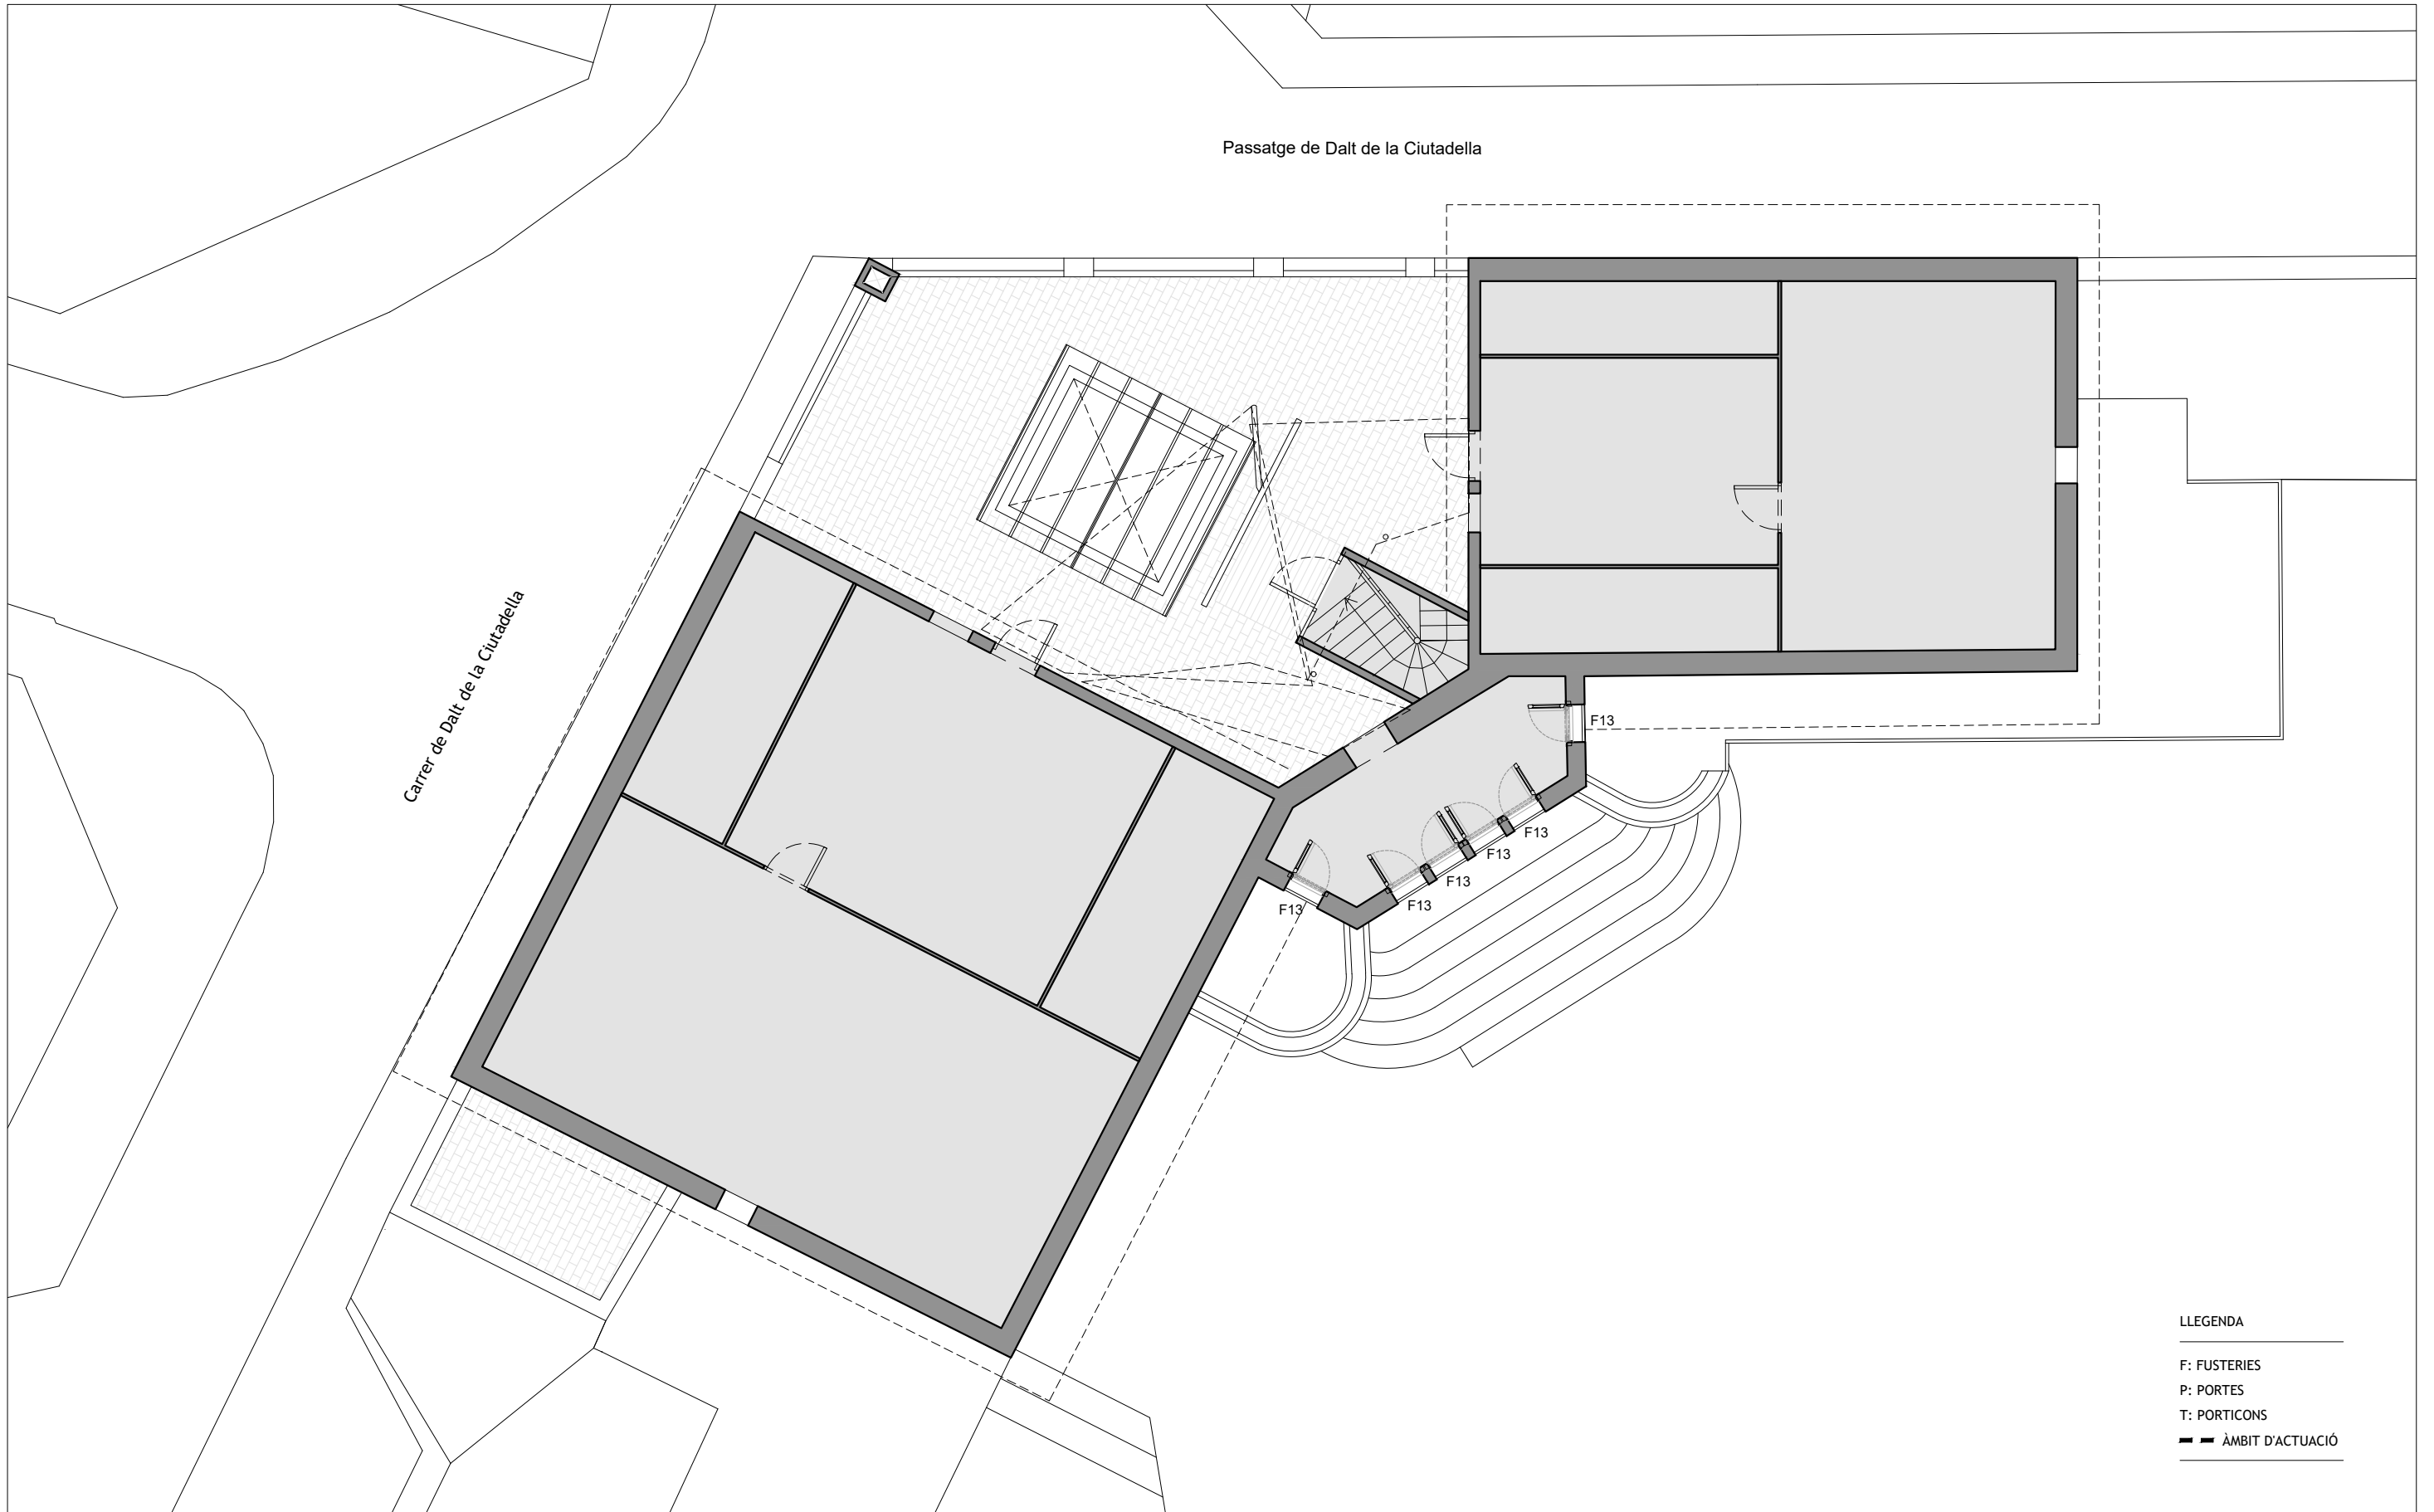 Passatge de Dalt de la Ciutadella
Carrer de Dalt de la Ciutadella
F13
F13
F13
F13
F13
F13
LLEGENDA
F: FUSTERIES
P: PORTES
T: PORTICONS
ÀMBIT D'ACTUACIÓ